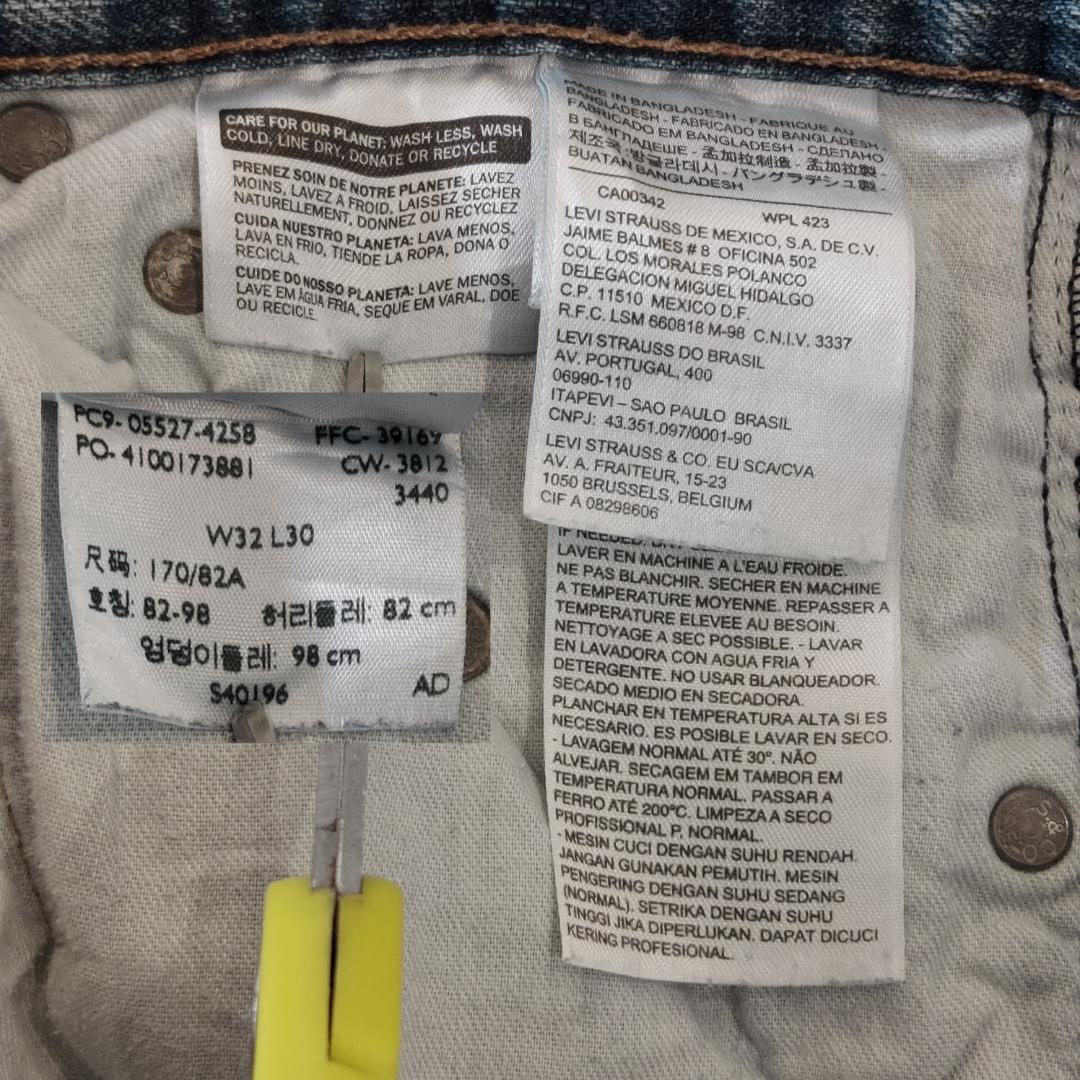 CARE FOR OUR PLANET: WASH LESS, WASH
COLD, LINE DRY, DONATE OR RECYCLE
PRENEZ SOIN DE NOTRE PLANETE: LAVEZ
MOINS, LAVEZ A FROID, LAISSEZ SECHER
NATURELLEMENT, DONNEZ OU RECYCLEZ
CUIDA NUESTRO PLANETA: LAVA MENOS,
LAVA EN FRIO, TIENDE LA ROPA, DONA O
RECICLA.
CUIDE DO NOSSO PLANETA: LAVE MENOS,
LAVE EM ÁGUA FRIA, SEQUE EM VARAL, DOE
OU RECICLE
MADE IN BANGLADESH - FABRIQUE AU
BANGLADESH - FABRICADO EN BANGLADESH -
FABRICADO EM BANGLADESH - СДЕЛАНО
В БАНГЛАДЕШЕ - 孟加拉制造 - 孟加拉製 -
제조국:방글라데시 - バングラデシュ製 -
BUATAN BANGLADESH
CA00342 WPL 423
LEVI STRAUSS DE MEXICO, S.A. DE C.V.
JAIME BALMES # 8 OFICINA 502
COL. LOS MORALES POLANCO
DELEGACION MIGUEL HIDALGO
C.P. 11510 MEXICO D.F.
R.F.C. LSM 660818 M-98 C.N.I.V. 3337
LEVI STRAUSS DO BRASIL
AV. PORTUGAL, 400
06990-110
ITAPEVI – SAO PAULO BRASIL
CNPJ: 43.351.097/0001-90
LEVI STRAUSS & CO. EU SCA/CVA
AV. A. FRAITEUR, 15-23
1050 BRUSSELS, BELGIUM
CIF A 08298606
PC9- 05527-4258 FFC- 39169
PO- 4100173881 CW- 3812
3440
W32 L30
尺码: 170/82A
호칭: 82-98 허리둘레: 82 cm
엉덩이둘레: 98 cm
S40196 AD
IF NEEDED.
LAVER EN MACHINE A L'EAU FROIDE.
NE PAS BLANCHIR. SECHER EN MACHINE
A TEMPERATURE MOYENNE. REPASSER A
TEMPERATURE ELEVEE AU BESOIN.
NETTOYAGE A SEC POSSIBLE. - LAVAR
EN LAVADORA CON AGUA FRIA Y
DETERGENTE. NO USAR BLANQUEADOR.
SECADO MEDIO EN SECADORA.
PLANCHAR EN TEMPERATURA ALTA SI ES
NECESARIO. ES POSIBLE LAVAR EN SECO.
- LAVAGEM NORMAL ATÉ 30°. NÃO
ALVEJAR. SECAGEM EM TAMBOR EM
TEMPERATURA NORMAL. PASSAR A
FERRO ATÉ 200°C. LIMPEZA A SECO
PROFISSIONAL P. NORMAL.
- MESIN CUCI DENGAN SUHU RENDAH.
JANGAN GUNAKAN PEMUTIH. MESIN
PENGERING DENGAN SUHU SEDANG
(NORMAL). SETRIKA DENGAN SUHU
TINGGI JIKA DIPERLUKAN. DAPAT DICUCI
KERING PROFESIONAL.